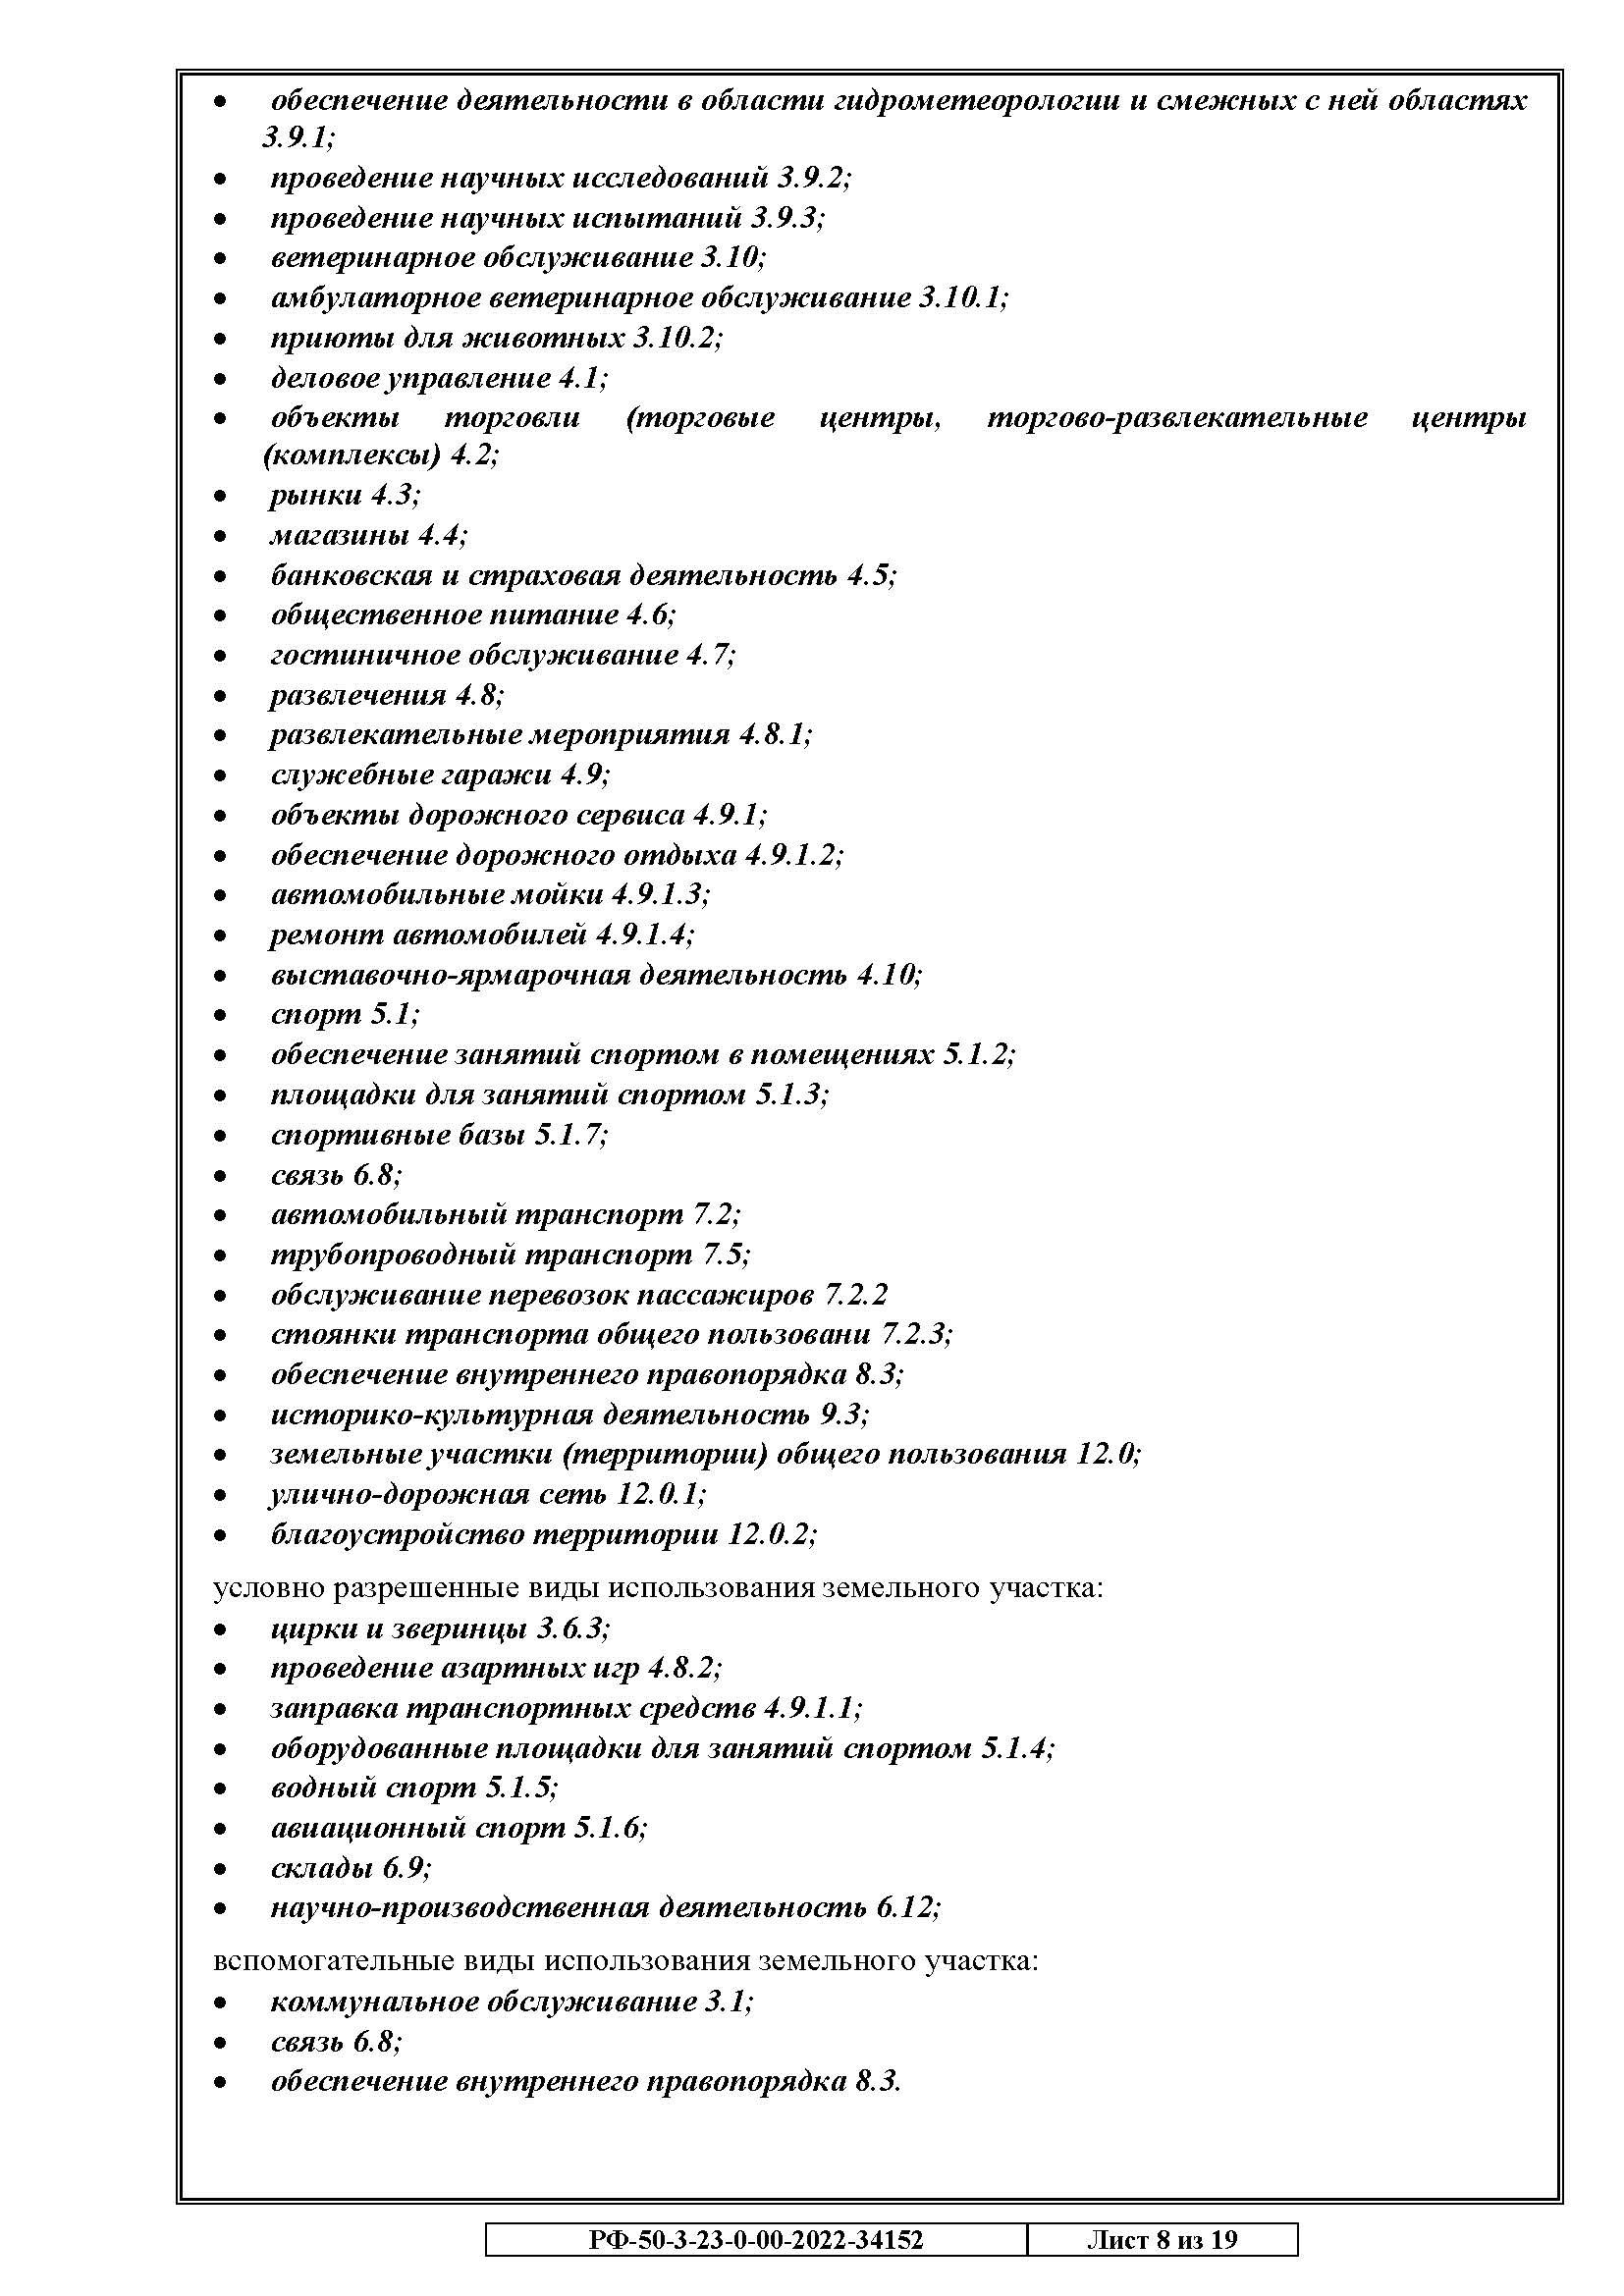 • обеспечение деятельности в области гидрометеорологии и смежных с ней областях
3.9.1;
• проведение научных исследований 3.9.2;
• проведение научных испытаний 3.9.3;
• ветеринарное обслуживание 3.10;
• амбулаторное ветеринарное обслуживание 3.10.1;
• приюты для животных 3.10.2;
• деловое управление 4.1;
• объекты торговли (торговые центры, торгово-развлекательные центры
(комплексы) 4.2;
• рынки 4.3;
• магазины 4.4;
• банковская и страховая деятельность 4.5;
• общественное питание 4.6;
• гостиничное обслуживание 4.7;
• развлечения 4.8;
• развлекательные мероприятия 4.8.1;
• служебные гаражи 4.9;
• объекты дорожного сервиса 4.9.1;
• обеспечение дорожного отдыха 4.9.1.2;
• автомобильные мойки 4.9.1.3;
• ремонт автомобилей 4.9.1.4;
• выставочно-ярмарочная деятельность 4.10;
• спорт 5.1;
• обеспечение занятий спортом в помещениях 5.1.2;
• площадки для занятий спортом 5.1.3;
• спортивные базы 5.1.7;
• связь 6.8;
• автомобильный транспорт 7.2;
• трубопроводный транспорт 7.5;
• обслуживание перевозок пассажиров 7.2.2
• стоянки транспорта общего пользовани 7.2.3;
• обеспечение внутреннего правопорядка 8.3;
• историко-культурная деятельность 9.3;
• земельные участки (территории) общего пользования 12.0;
• улично-дорожная сеть 12.0.1;
• благоустройство территории 12.0.2;
условно разрешенные виды использования земельного участка:
• цирки и зверинцы 3.6.3;
• проведение азартных игр 4.8.2;
• заправка транспортных средств 4.9.1.1;
• оборудованные площадки для занятий спортом 5.1.4;
• водный спорт 5.1.5;
• авиационный спорт 5.1.6;
• склады 6.9;
• научно-производственная деятельность 6.12;
вспомогательные виды использования земельного участка:
• коммунальное обслуживание 3.1;
• связь 6.8;
• обеспечение внутреннего правопорядка 8.3.
РФ-50-3-23-0-00-2022-34152 Лист 8 из 19